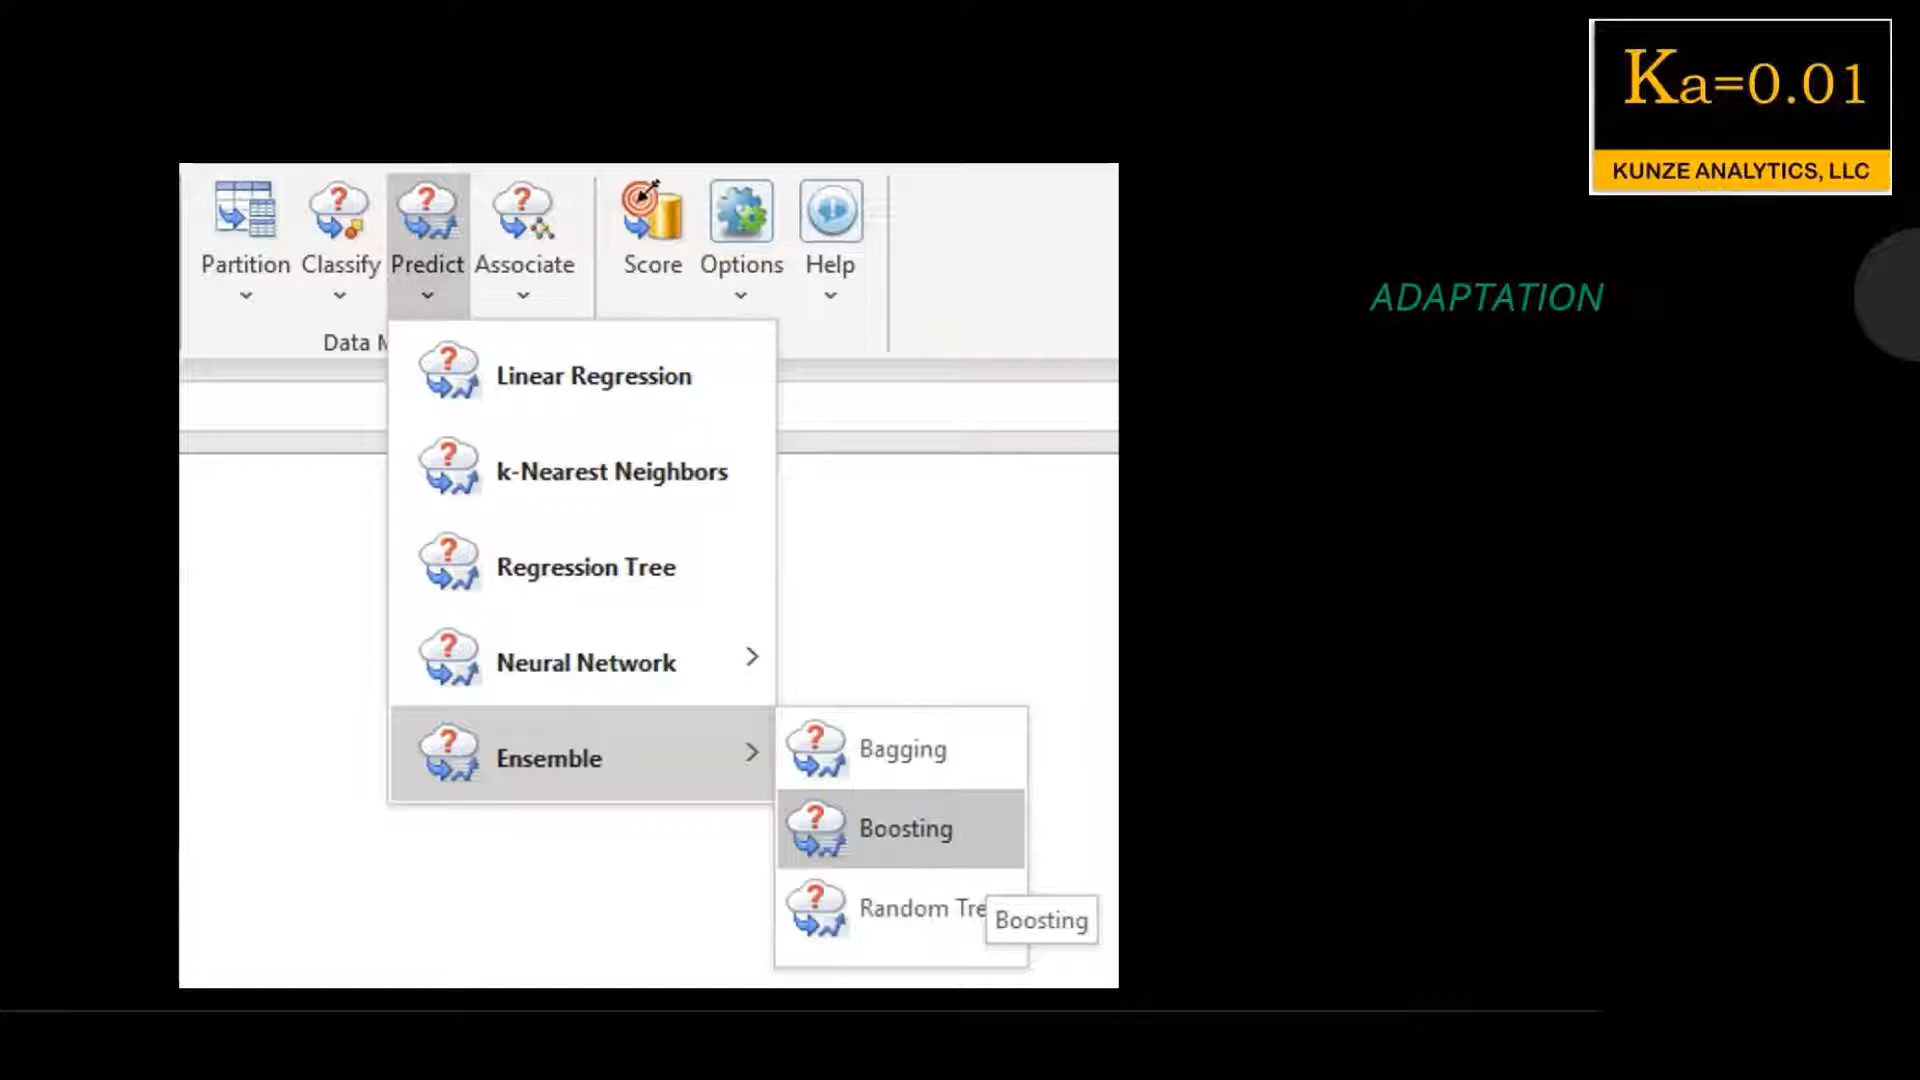 Ka=0.01
KUNZE ANALYTICS, LLC
Partition Classify Predict Associate Score Options Help
Data
ADAPTATION
Linear Regression
k-Nearest Neighbors
Regression Tree
Neural Network
Ensemble
Bagging
Boosting
Random
Boosting